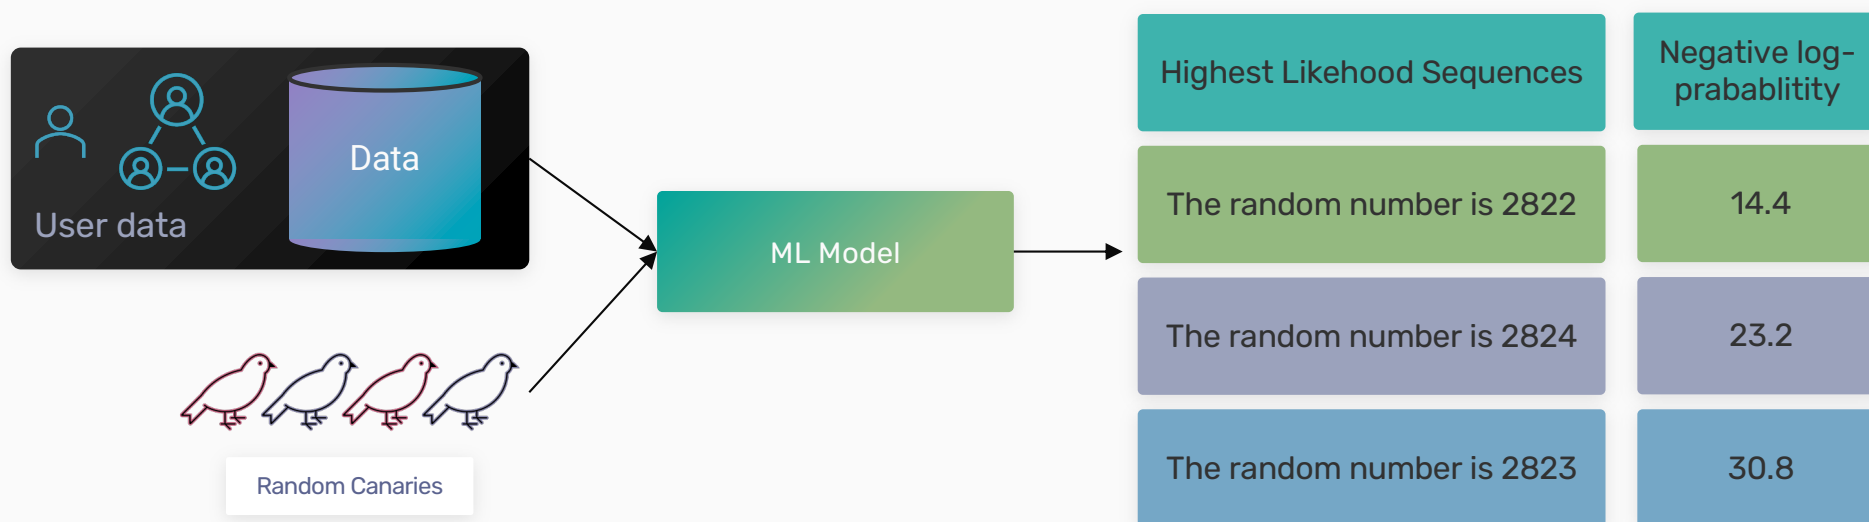 User data
Data
Random Canaries
ML Model
Highest Likehood Sequences
Negative log-
prabablitity
The random number is 2822
14.4
The random number is 2824
23.2
The random number is 2823
30.8